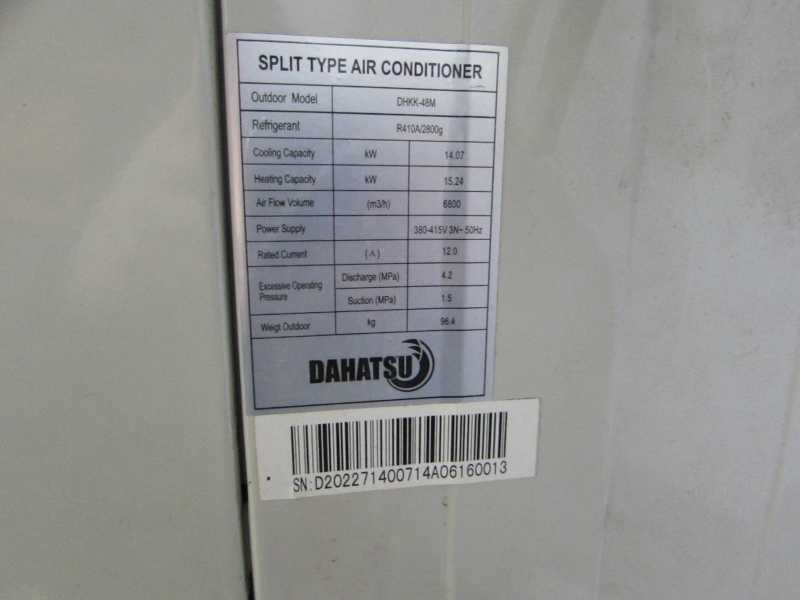 SPLIT TYPE AIR CONDITIONER
Outdoor Model DHKK-48M
Refrigerant R410A/2800g
Cooling Capacity kW 14.07
Heating Capacity kW 15.24
Air Flow Volume (m3/h) 6800
Power Supply 380-415V 3N~ 50Hz
Rated Current (A) 12.0
Excessive Operating Pressure Discharge (MPa) 4.2
Suction (MPa) 1.5
Weigt Outdoor kg 96.4
DAHATSU
SN:D202271400714A06160013